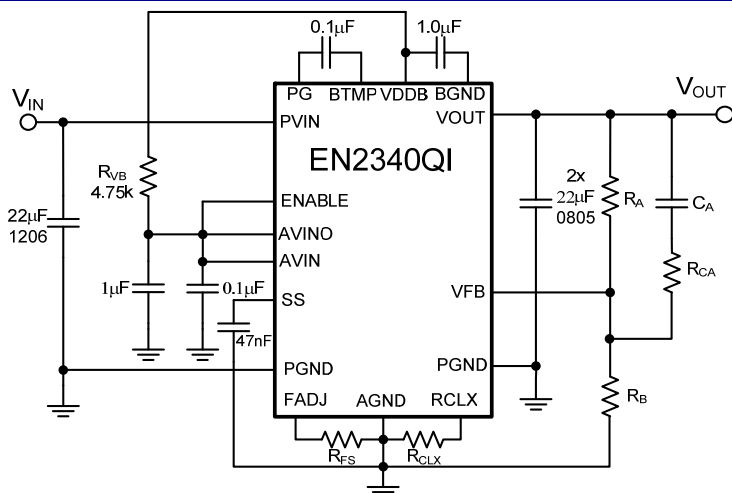 0.1µF
1.0µF
PG
BTMP
VDDB
BGND
VIN
PVIN
VOUT
VOUT
EN2340QI
RVB
4.75k
2x
22µF
0805
RA
CA
ENABLE
22µF
1206
AVINO
AVIN
RCA
1µF
0.1µF
SS
VFB
47nF
PGND
PGND
RB
FADJ
AGND
RCLX
RFS
RCLX